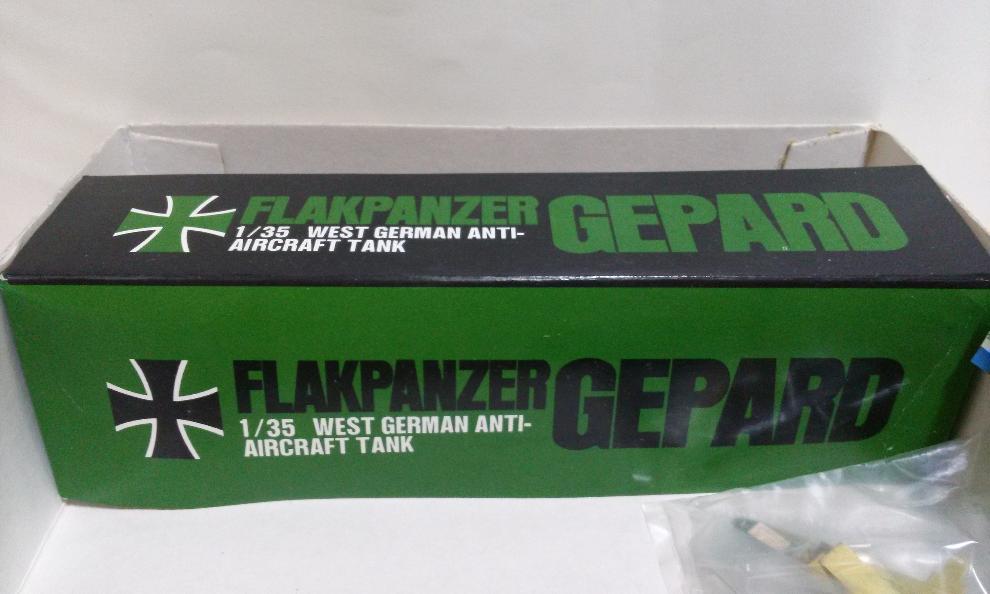 FLAKPANZER GEPARD
1/35 WEST GERMAN ANTI-
AIRCRAFT TANK
FLAKPANZER GEPARD
1/35 WEST GERMAN ANTI-
AIRCRAFT TANK